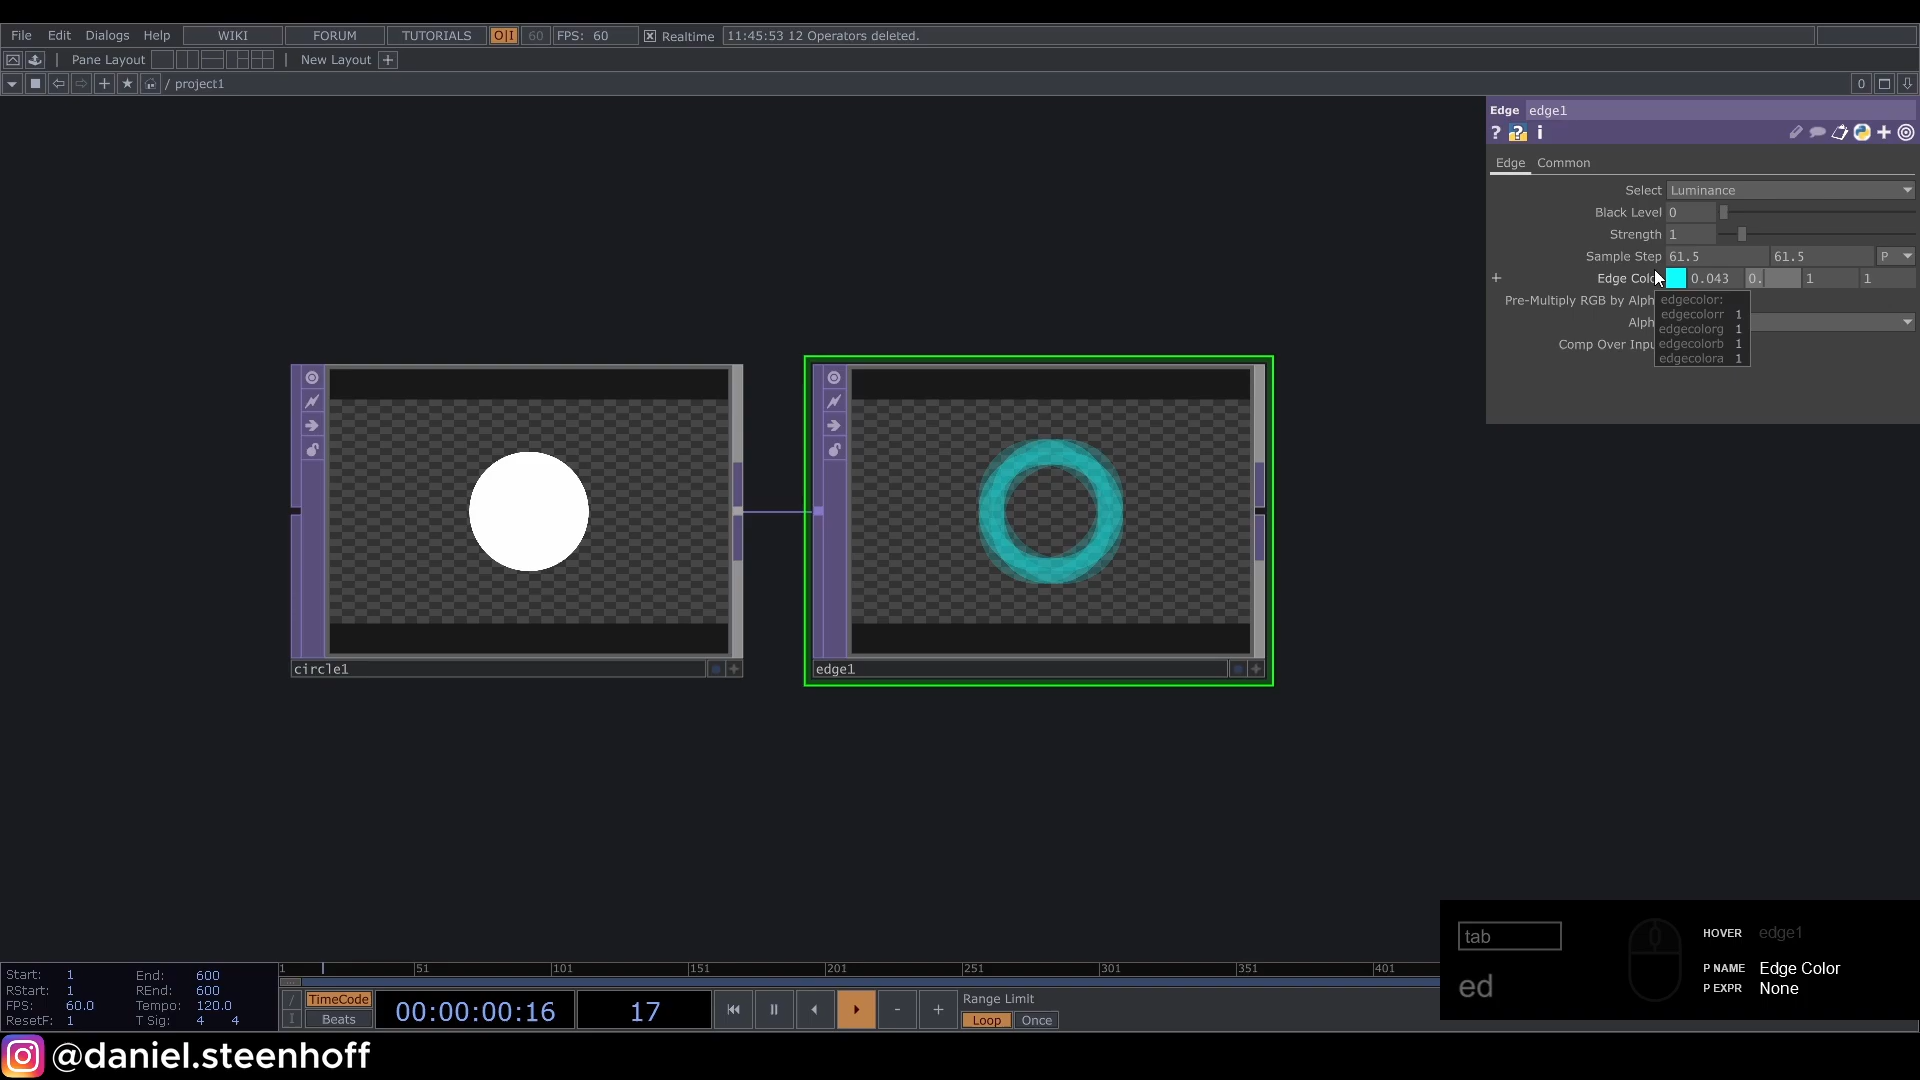 File Edit Dialogs Help WIKI FORUM TUTORIALS O|I 60 FPS: 60 Realtime 11:45:53 12 Operators deleted.
Pane Layout New Layout +
/ project1 0
Edge edge1
? ? i
Edge Common
Select Luminance
Black Level 0
Strength 1
Sample Step 61.5 61.5 P
+ Edge Colo 0.043 0. 1 1
Pre-Multiply RGB by Alph
Alph
Comp Over Inpu
edgecolor:
edgecolorr 1
edgecolorg 1
edgecolorb 1
edgecolora 1
circle1
edge1
tab
ed
HOVER edge1
P NAME Edge Color
P EXPR None
Start: 1 End: 600
RStart: 1 REnd: 600
FPS: 60.0 Tempo: 120.0
ResetF: 1 T Sig: 4 4
1 51 101 151 201 251 301 351 401
TimeCode
Beats
00:00:00:16 17
- +
Range Limit
Loop Once
@daniel.steenhoff